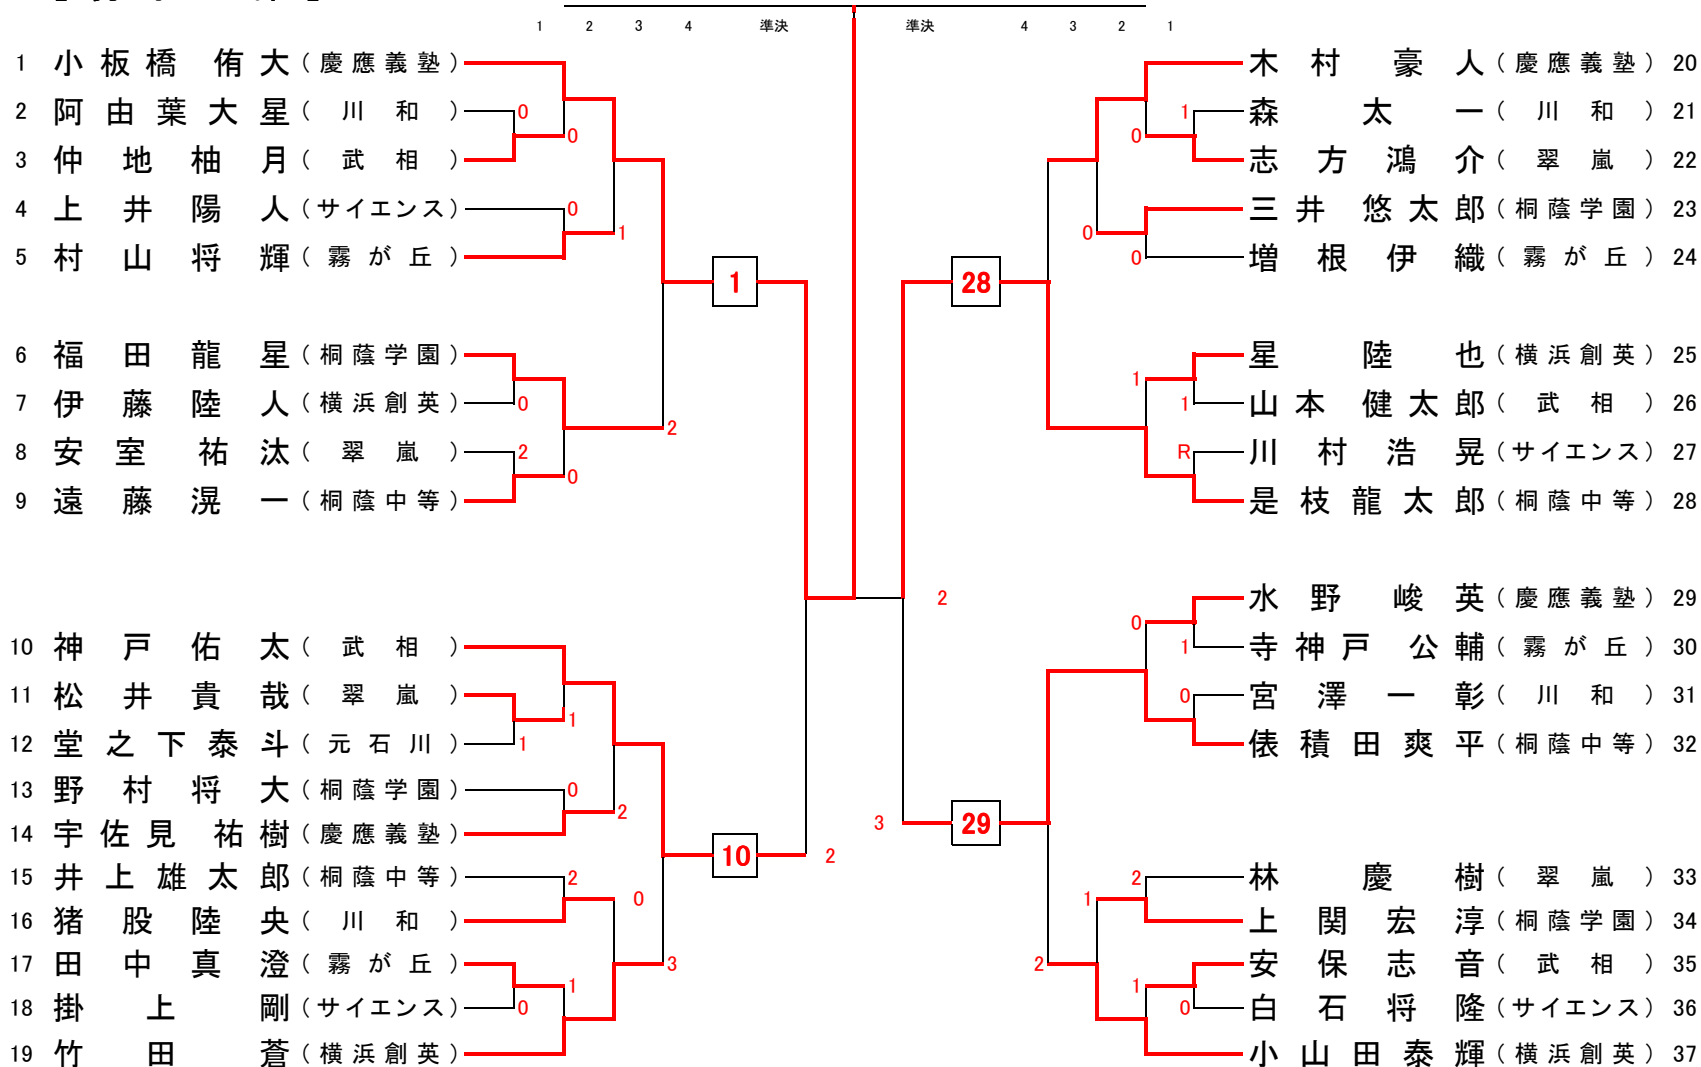 1 2 3 4 準決 準決 4 3 2 1
1 小板橋 侑大 (慶應義塾)
2 阿由葉大星 (川和) 0
0
3 仲地柚月 (武相)
4 上井陽人 (サイエンス) 0
1
5 村山将輝 (霧が丘)
1
6 福田龍星 (桐蔭学園)
7 伊藤陸人 (横浜創英) 0
2
8 安室祐汰 (翠嵐) 2
0
9 遠藤滉一 (桐蔭中等)
10 神戸佑太 (武相)
11 松井貴哉 (翠嵐)
1
12 堂之下泰斗 (元石川) 1
13 野村将大 (桐蔭学園) 0
2
14 宇佐見祐樹 (慶應義塾)
10 2
15 井上雄太郎 (桐蔭中等) 2
0
16 猪股陸央 (川和)
17 田中真澄 (霧が丘)
3
1
18 掛上剛 (サイエンス) 0
19 竹田蒼 (横浜創英)
木村豪人 (慶應義塾) 20
1 森太一 (川和) 21
0
志方鴻介 (翠嵐) 22
三井悠太郎 (桐蔭学園) 23
0
0 増根伊織 (霧が丘) 24
28
星陸也 (横浜創英) 25
1
1 山本健太郎 (武相) 26
R 川村浩晃 (サイエンス) 27
是枝龍太郎 (桐蔭中等) 28
2
水野峻英 (慶應義塾) 29
0
1 寺神戸公輔 (霧が丘) 30
0 宮澤一彰 (川和) 31
俵積田爽平 (桐蔭中等) 32
3 29
2 林慶樹 (翠嵐) 33
1
上関宏淳 (桐蔭学園) 34
2
安保志音 (武相) 35
1
0 白石将隆 (サイエンス) 36
小山田泰輝 (横浜創英) 37